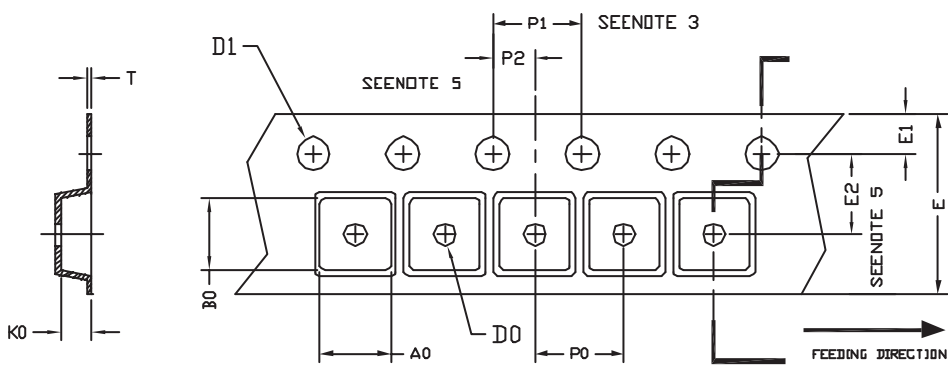 P1
SEENOTE 3
D1
P2
T
SEENOTE 5
E1
E2
E
SEENOTE 5
B0
K0
A0
D0
P0
FEEDING DIRECTION